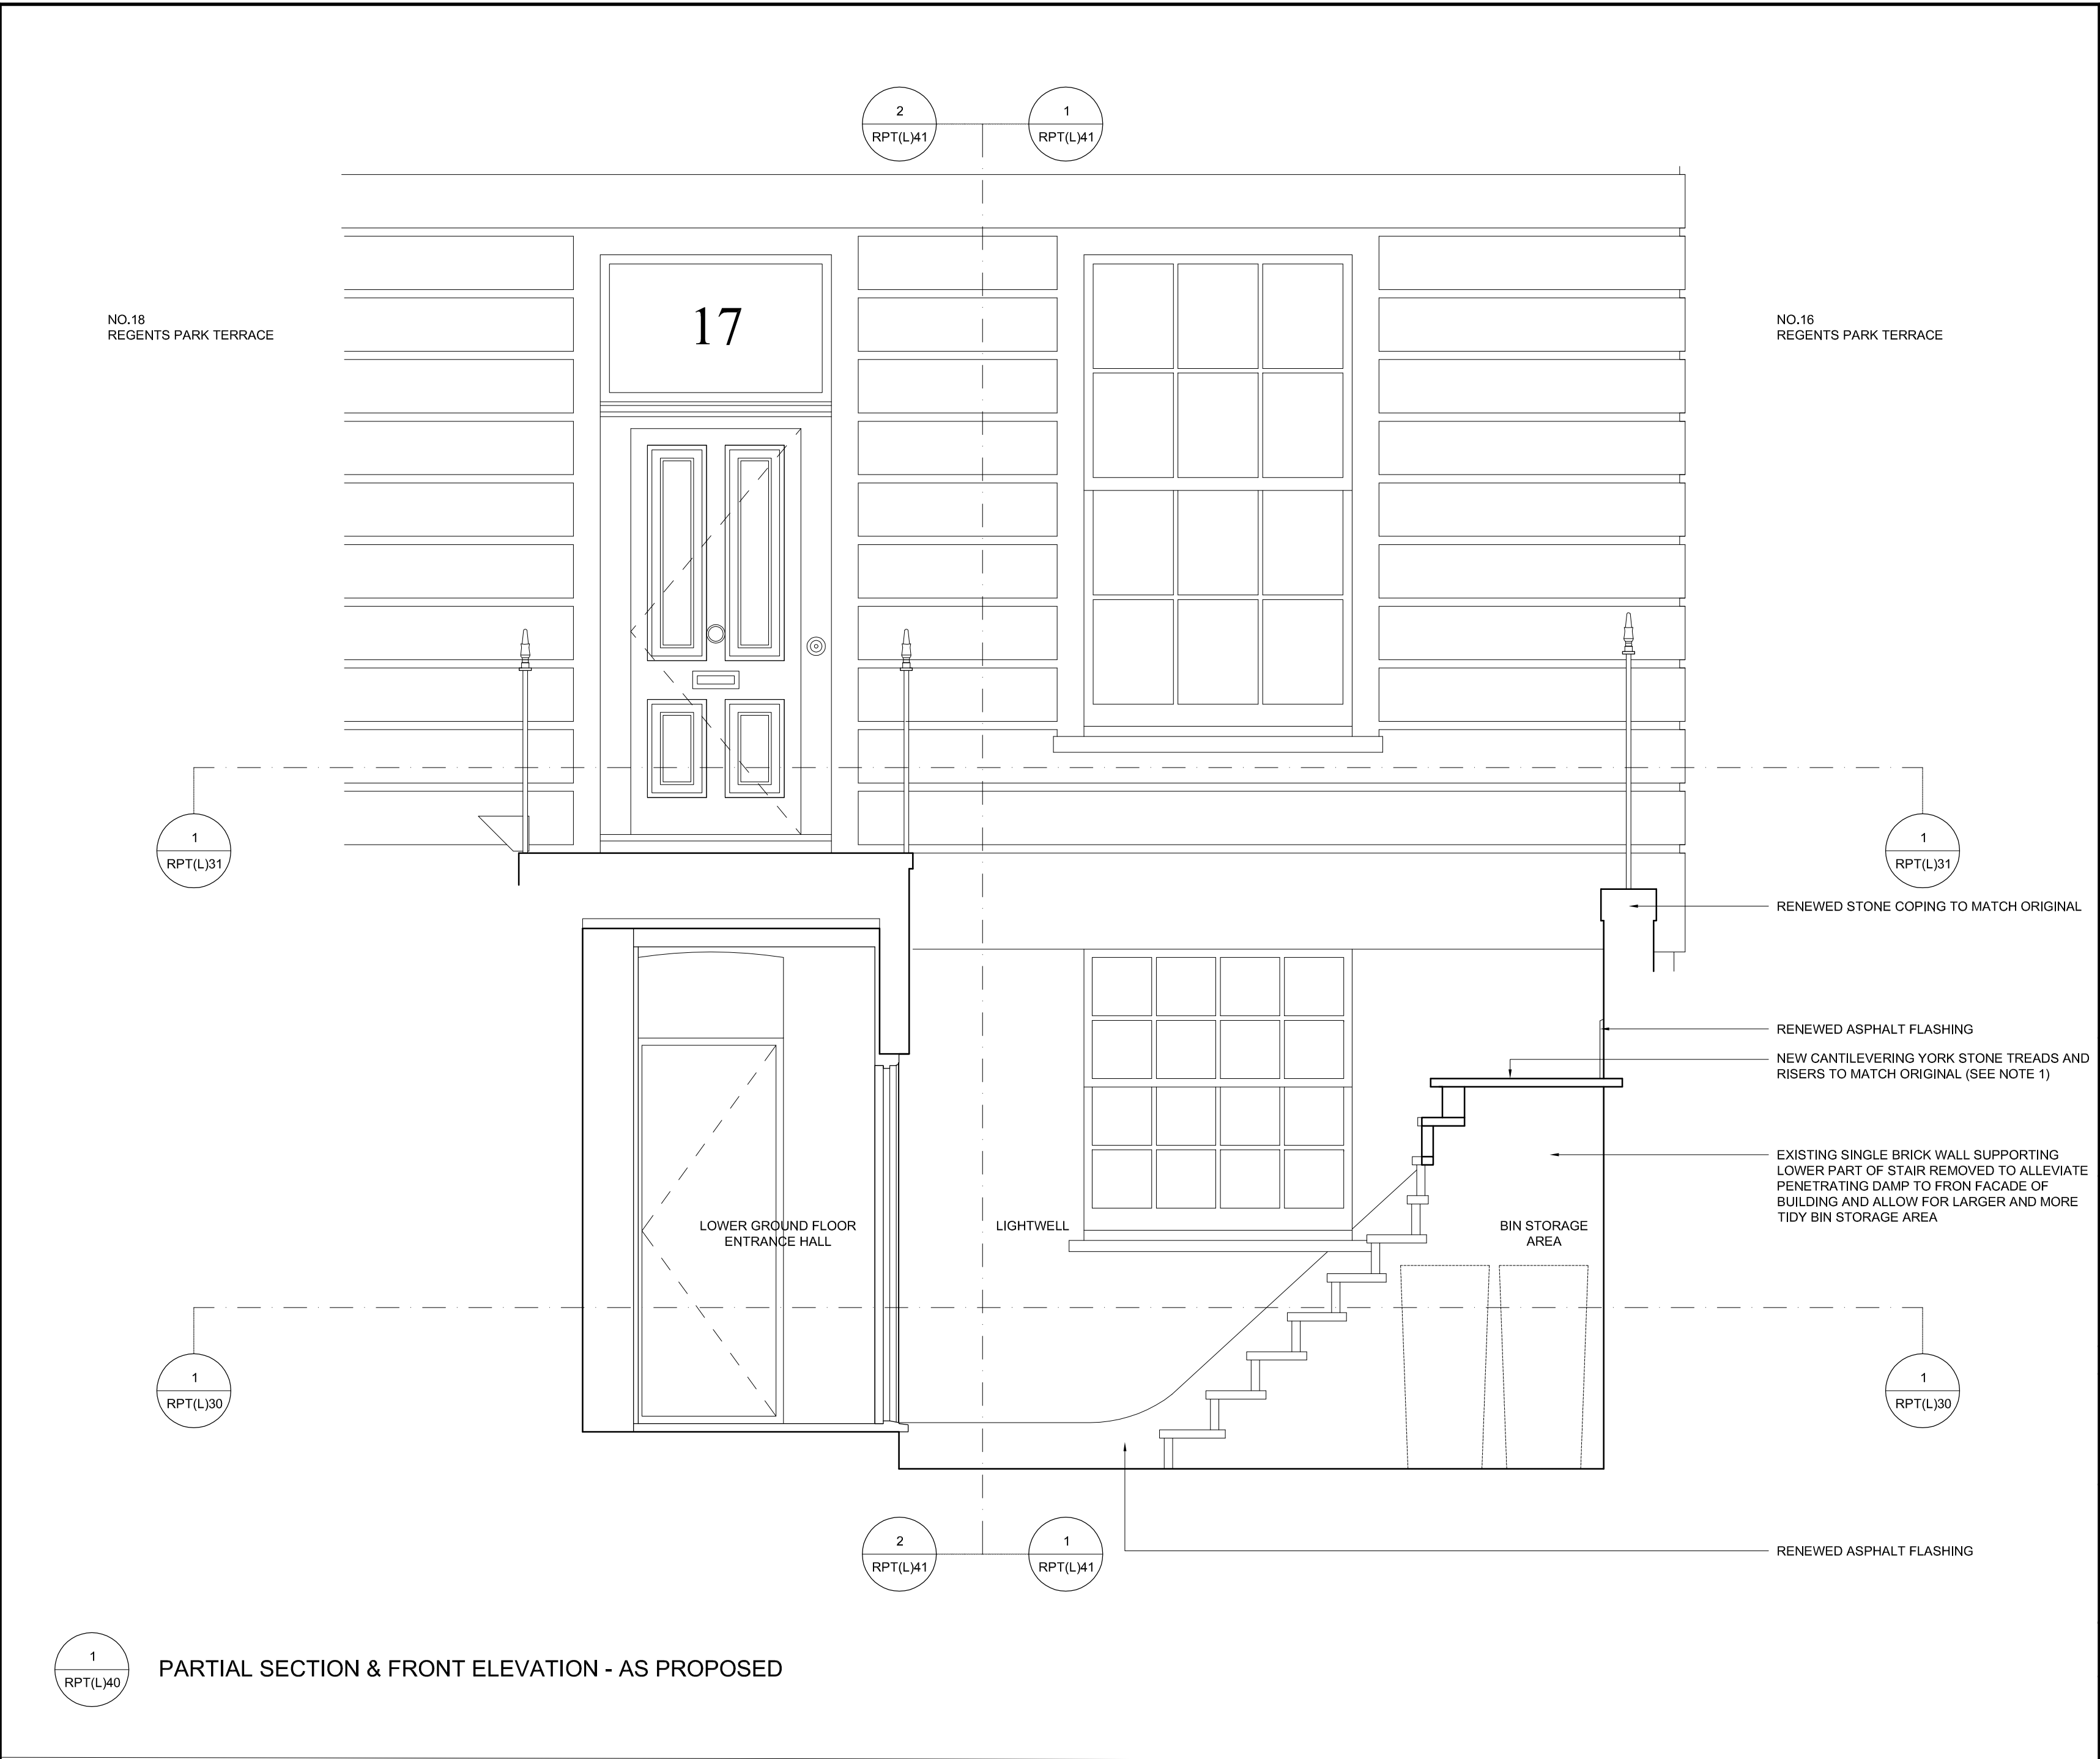 2
RPT(L)41
1
RPT(L)41
17
NO.18
REGENTS PARK TERRACE
NO.16
REGENTS PARK TERRACE
1
RPT(L)31
1
RPT(L)31
RENEWED STONE COPING TO MATCH ORIGINAL
RENEWED ASPHALT FLASHING
NEW CANTILEVERING YORK STONE TREADS AND
RISERS TO MATCH ORIGINAL (SEE NOTE 1)
EXISTING SINGLE BRICK WALL SUPPORTING
LOWER PART OF STAIR REMOVED TO ALLEVIATE
PENETRATING DAMP TO FRON FACADE OF
BUILDING AND ALLOW FOR LARGER AND MORE
TIDY BIN STORAGE AREA
LOWER GROUND FLOOR
ENTRANCE HALL
LIGHTWELL
BIN STORAGE
AREA
1
RPT(L)30
1
RPT(L)30
2
RPT(L)41
1
RPT(L)41
RENEWED ASPHALT FLASHING
1
RPT(L)40
PARTIAL SECTION & FRONT ELEVATION - AS PROPOSED